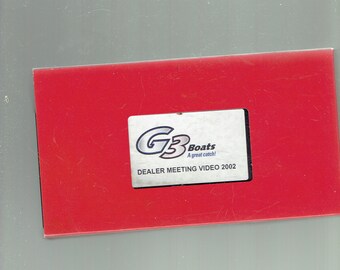 G3 Boats
A great catch!
DEALER MEETING VIDEO 2002